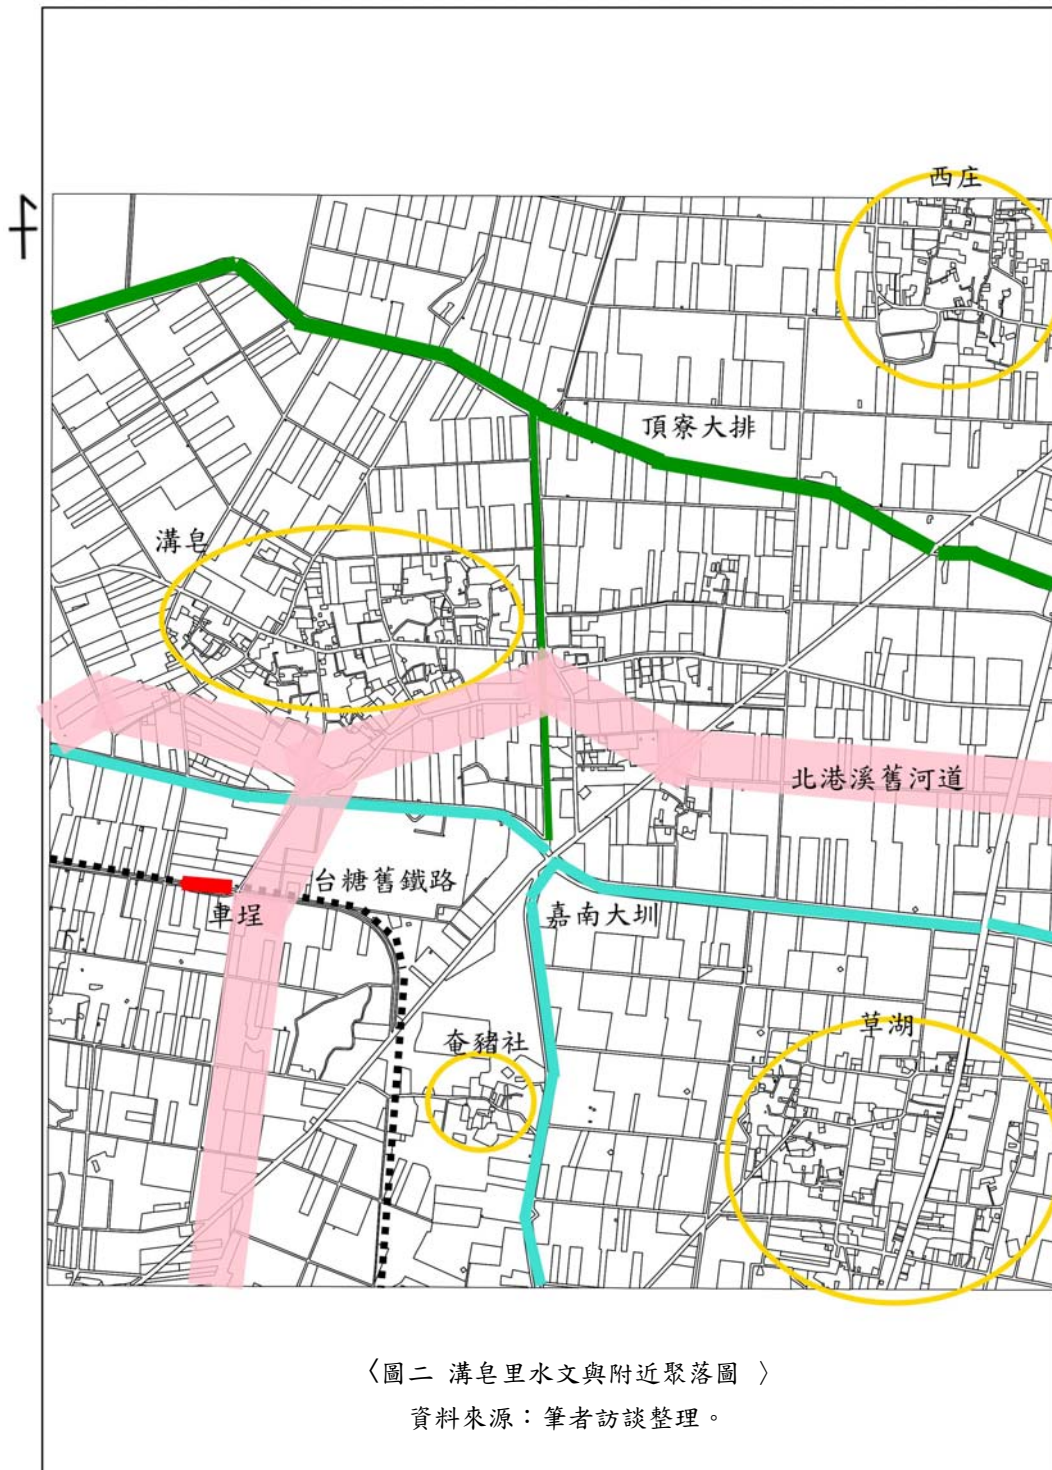 西庄
頂寮大排
溝皂
北港溪舊河道
台糖舊鐵路
車埕
嘉南大圳
奄豬社
草湖
〈圖二 溝皂里水文與附近聚落圖 〉
資料來源：筆者訪談整理。